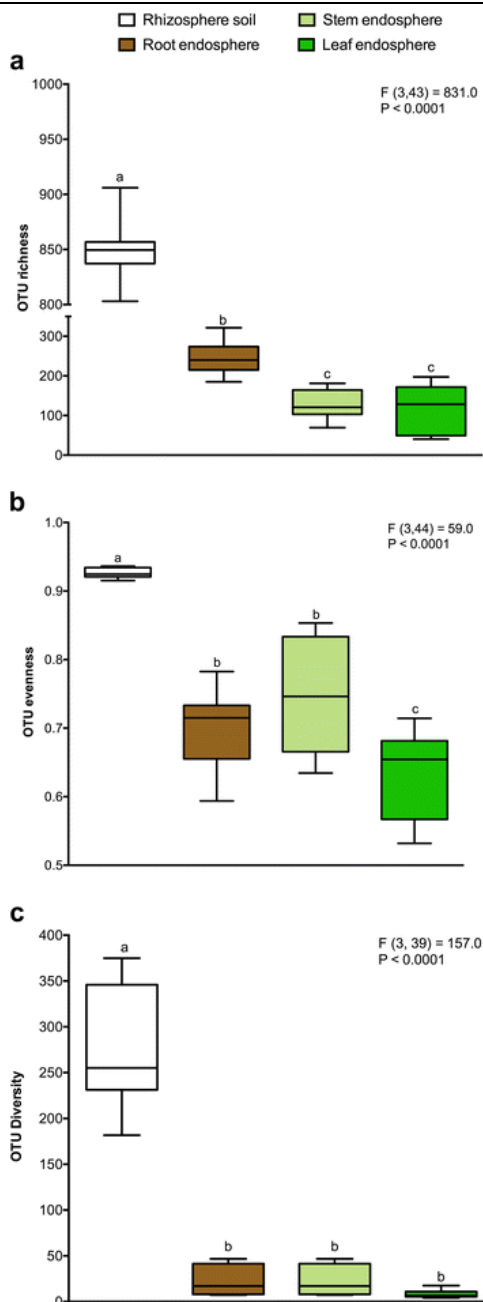 Rhizosphere soil Stem endosphere
Root endosphere Leaf endosphere
a
F (3,43) = 831.0
P < 0.0001
OTU richness
1000
950
900
850
800
300
200
100
0
a
b
c
c
b
F (3,44) = 59.0
P < 0.0001
OTU evenness
1.0
0.9
0.8
0.7
0.6
0.5
a
b
b
c
c
F (3, 39) = 157.0
P < 0.0001
OTU Diversity
400
350
300
250
200
150
100
50
0
a
b
b
b